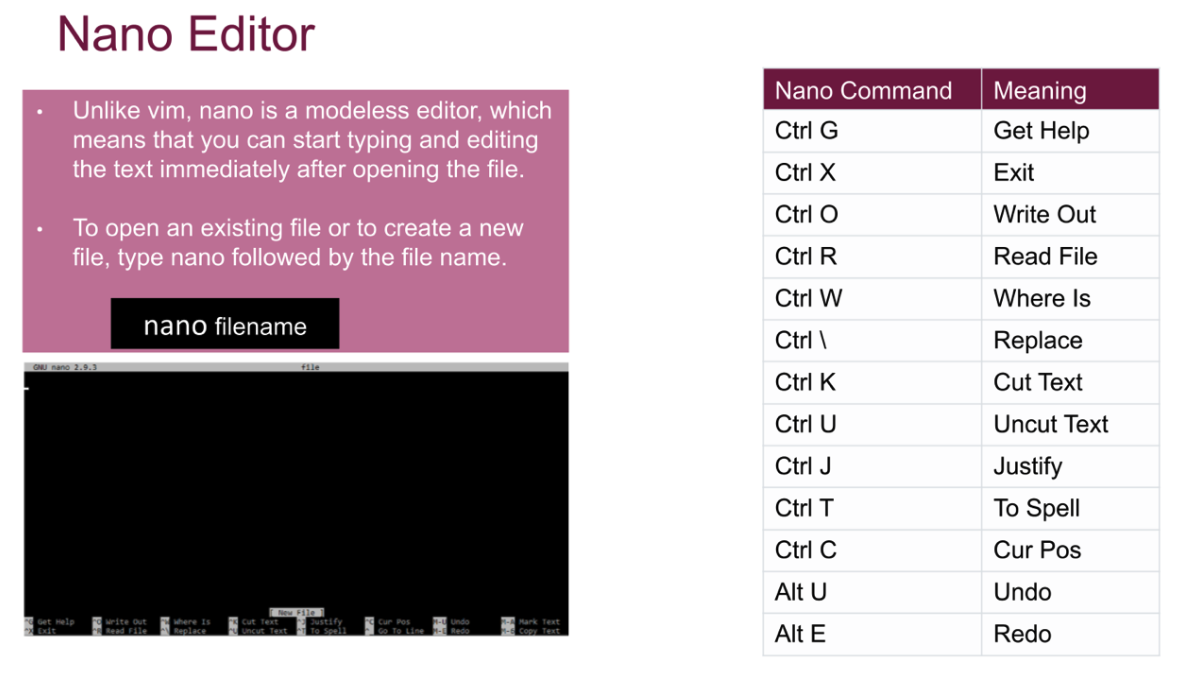 Nano Editor
• Unlike vim, nano is a modeless editor, which
means that you can start typing and editing
the text immediately after opening the file.
• To open an existing file or to create a new
file, type nano followed by the file name.
nano filename
GNU nano 2.9.3 file
[ New File ]
^G Get Help ^O Write Out ^W Where Is ^K Cut Text ^J Justify ^C Cur Pos M-U Undo M-A Mark Text
^X Exit ^R Read File ^\ Replace ^U Uncut Text ^T To Spell ^_ Go To Line M-E Redo M-6 Copy Text
Nano Command Meaning
Ctrl G Get Help
Ctrl X Exit
Ctrl O Write Out
Ctrl R Read File
Ctrl W Where Is
Ctrl \ Replace
Ctrl K Cut Text
Ctrl U Uncut Text
Ctrl J Justify
Ctrl T To Spell
Ctrl C Cur Pos
Alt U Undo
Alt E Redo